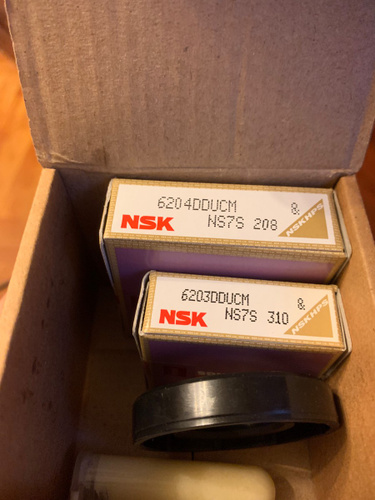 6204DDUCM &
NSK NS7S 208 NSKHPS
6203DDUCM &
NSK NS7S 310 NSKHPS